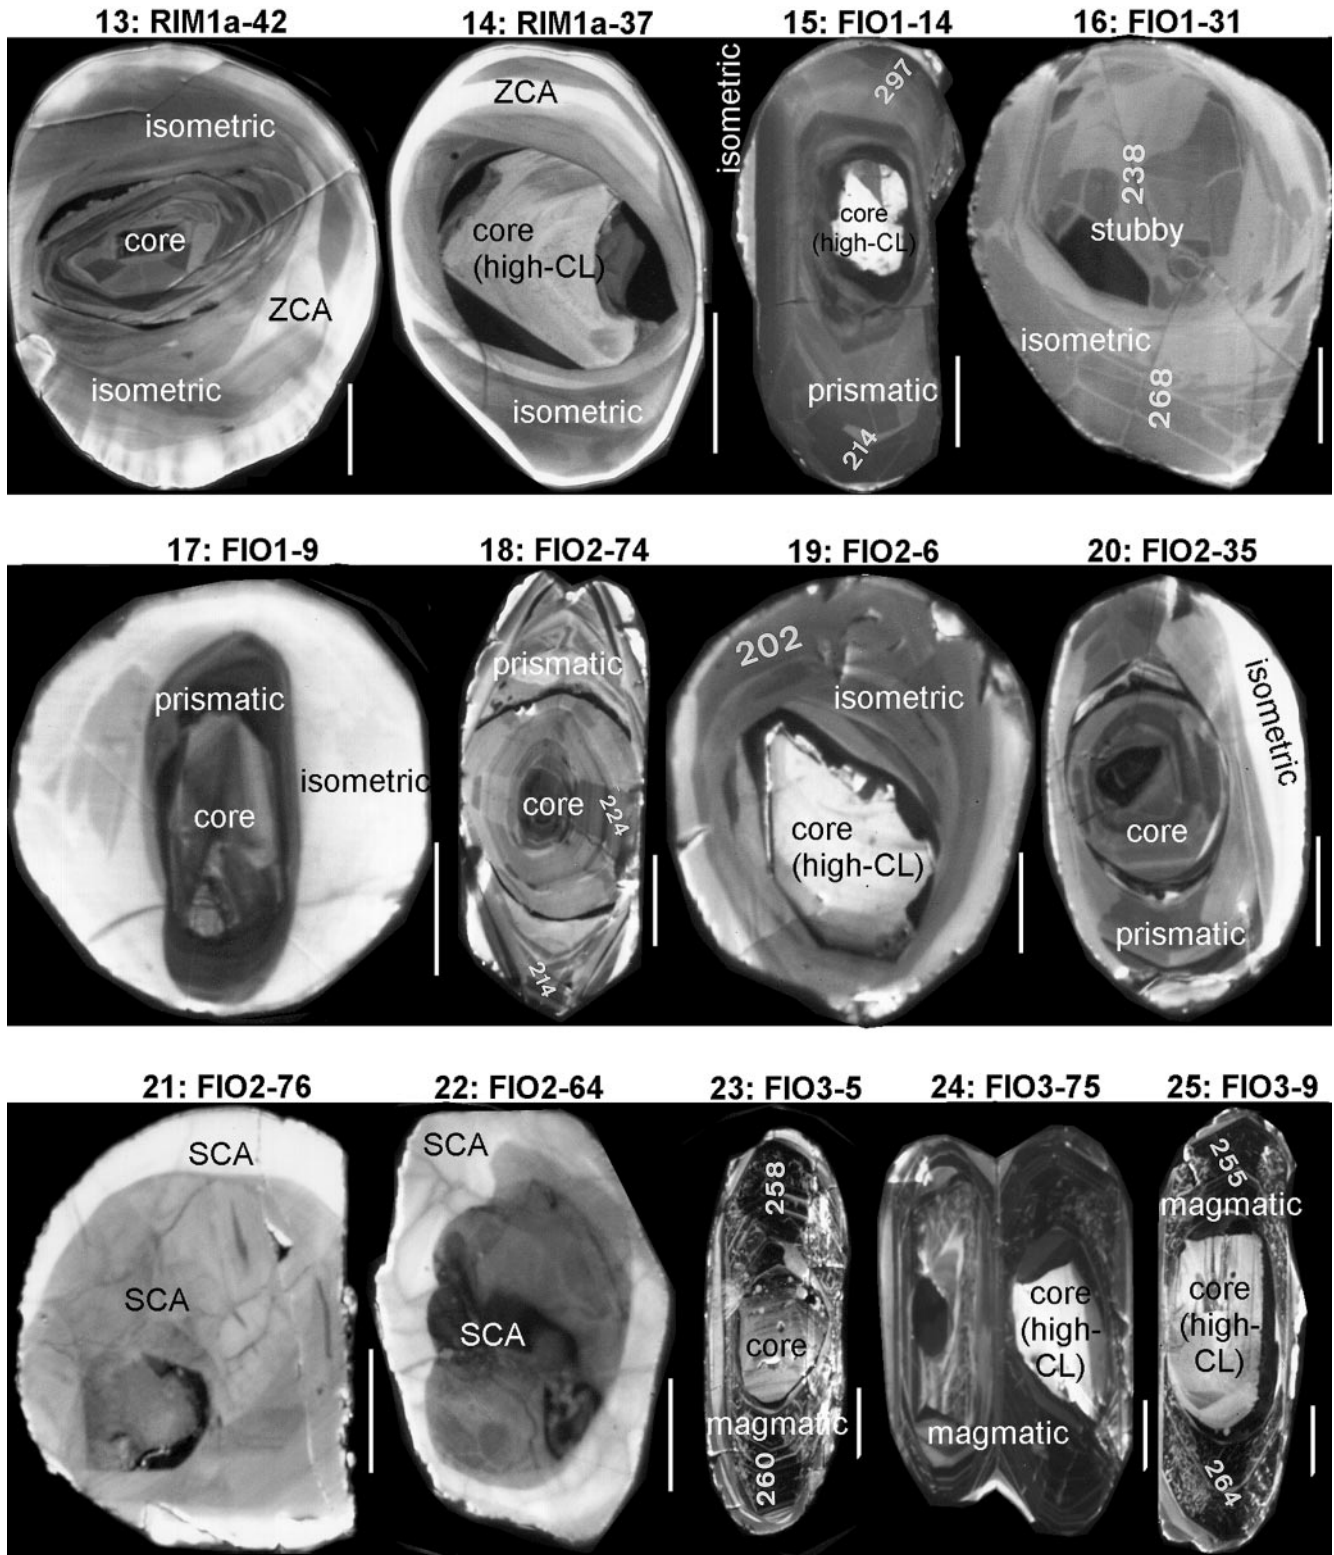 13: RIM1a-42
14: RIM1a-37
15: FIO1-14
16: FIO1-31
isometric
core
ZCA
isometric
ZCA
core
(high-CL)
isometric
isometric
297
core
(high-CL)
prismatic
214
238
stubby
isometric
268
17: FIO1-9
18: FIO2-74
19: FIO2-6
20: FIO2-35
prismatic
core
isometric
prismatic
core
224
214
202
isometric
core
(high-CL)
isometric
core
prismatic
21: FIO2-76
22: FIO2-64
23: FIO3-5
24: FIO3-75
25: FIO3-9
SCA
SCA
SCA
SCA
258
core
magmatic
260
core
(high-
CL)
magmatic
255
magmatic
core
(high-
CL)
264